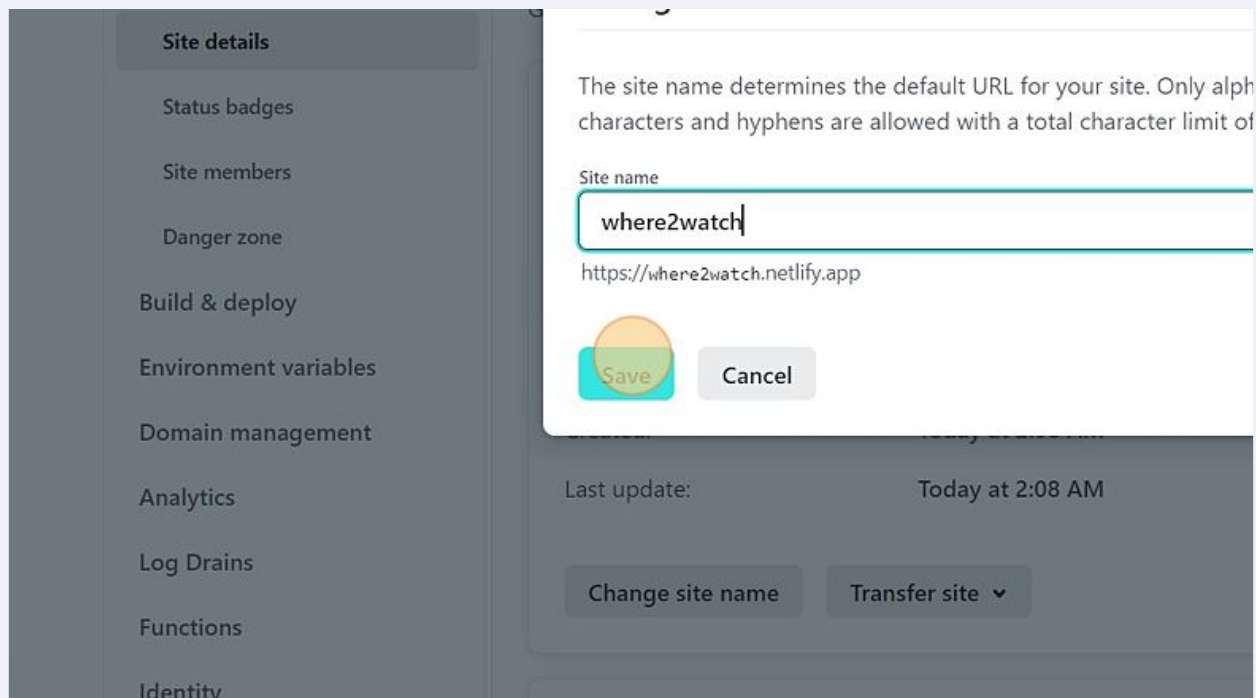 Site details
Status badges
Site members
Danger zone
Build & deploy
Environment variables
Domain management
Analytics
Log Drains
Functions
Identity
The site name determines the default URL for your site. Only alph
characters and hyphens are allowed with a total character limit of
Site name
where2watch
https://where2watch.netlify.app
Save
Cancel
Last update:
Today at 2:08 AM
Change site name
Transfer site